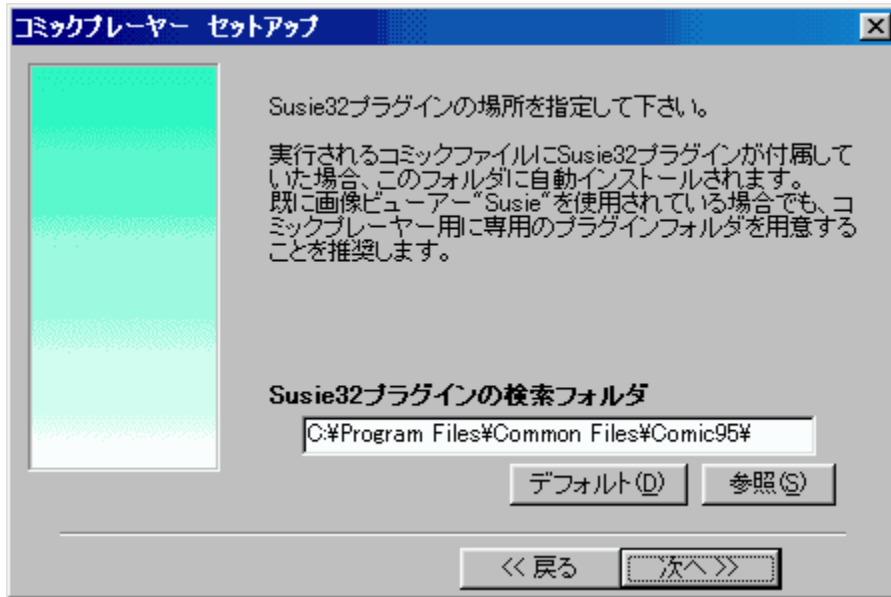 コミックプレーヤー セットアップ
Susie32プラグインの場所を指定して下さい。
実行されるコミックファイルにSusie32プラグインが付属して
いた場合、このフォルダに自動インストールされます。
既に画像ビューアー"Susie"を使用されている場合でも、コ
ミックプレーヤー用に専用のプラグインフォルダを用意する
ことを推奨します。
Susie32プラグインの検索フォルダ
C:¥Program Files¥Common Files¥Comic95¥
デフォルト(D) 参照(S)
<< 戻る 次へ >>